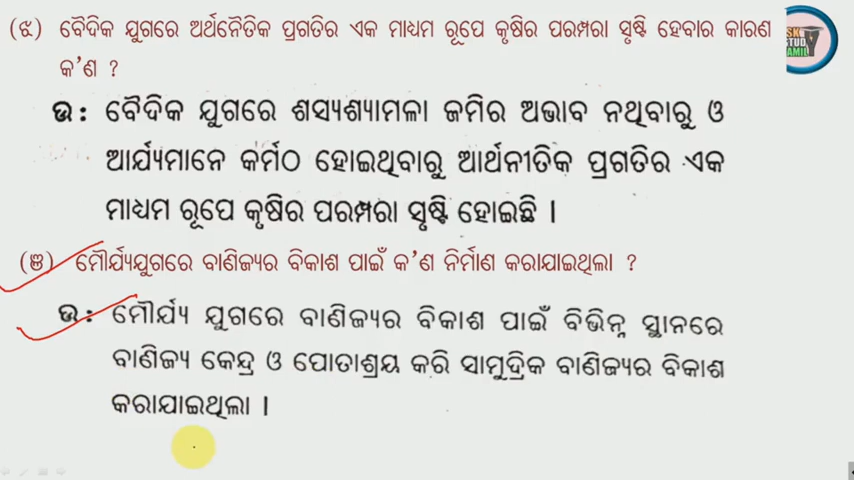 (ଝ) ବୈଦିକ ଯୁଗରେ ଅର୍ଥନୈତିକ ପ୍ରଗତିର ଏକ ମାଧ୍ୟମ ରୂପେ କୃଷିର ପରମ୍ପରା ସୃଷ୍ଟି ହେବାର କାରଣ
କ'ଣ ?
ଉ : ବୈଦିକ ଯୁଗରେ ଶସ୍ୟଶ୍ୟାମଳା ଜମିର ଅଭାବ ନଥିବାରୁ ଓ
ଆର୍ଯ୍ୟମାନେ କର୍ମଠ ହୋଇଥିବାରୁ ଆର୍ଥନୀତିକ ପ୍ରଗତିର ଏକ
ମାଧ୍ୟମ ରୂପେ କୃଷିର ପରମ୍ପରା ସୃଷ୍ଟି ହୋଇଛି ।
(ଞ) ମୌର୍ଯ୍ୟଯୁଗରେ ବାଣିଜ୍ୟର ବିକାଶ ପାଇଁ କ'ଣ ନିର୍ମାଣ କରାଯାଇଥିଲା ?
ଉ : ମୌର୍ଯ୍ୟ ଯୁଗରେ ବାଣିଜ୍ୟର ବିକାଶ ପାଇଁ ବିଭିନ୍ନ ସ୍ଥାନରେ
ବାଣିଜ୍ୟ କେନ୍ଦ୍ର ଓ ପୋତାଶ୍ରୟ କରି ସାମୁଦ୍ରିକ ବାଣିଜ୍ୟର ବିକାଶ
କରାଯାଇଥିଲା ।